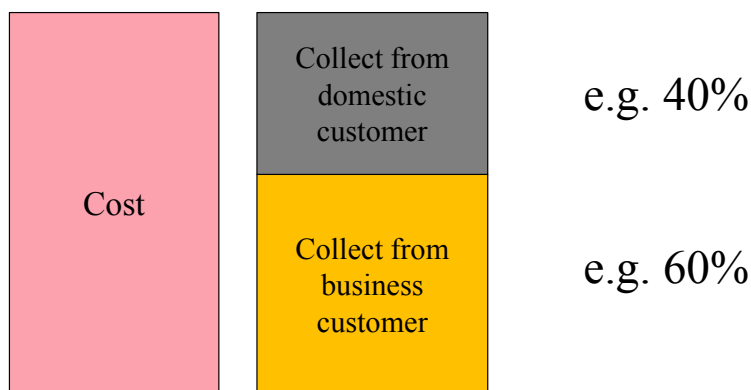 Cost
Collect from
domestic
customer
e.g. 40%
Collect from
business
customer
e.g. 60%